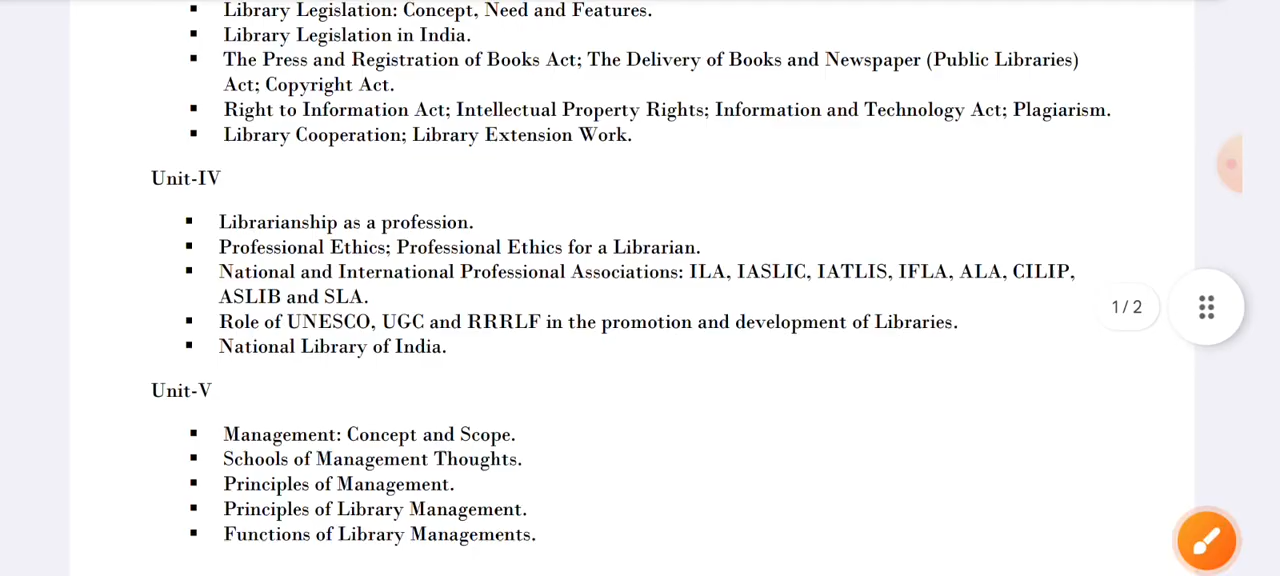 ▪ Library Legislation: Concept, Need and Features.
▪ Library Legislation in India.
▪ The Press and Registration of Books Act; The Delivery of Books and Newspaper (Public Libraries)
Act; Copyright Act.
▪ Right to Information Act; Intellectual Property Rights; Information and Technology Act; Plagiarism.
▪ Library Cooperation; Library Extension Work.
Unit-IV
▪ Librarianship as a profession.
▪ Professional Ethics; Professional Ethics for a Librarian.
▪ National and International Professional Associations: ILA, IASLIC, IATLIS, IFLA, ALA, CILIP,
ASLIB and SLA.
1/2
▪ Role of UNESCO, UGC and RRRLF in the promotion and development of Libraries.
▪ National Library of India.
Unit-V
▪ Management: Concept and Scope.
▪ Schools of Management Thoughts.
▪ Principles of Management.
▪ Principles of Library Management.
▪ Functions of Library Managements.